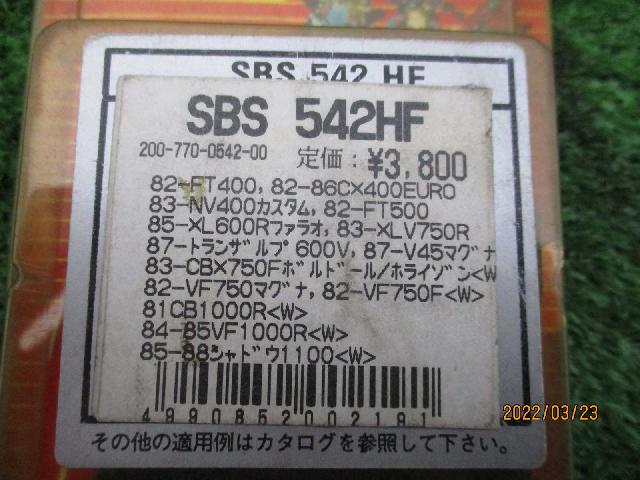 SBS 542 HF
SBS 542HF
200-770-0542-00 定価:¥3,800
82-FT400, 82-86CX400EURO
83-NV400カスタム, 82-FT500
85-XL600Rファラオ, 83-XLV750R
87-トランザルプ600V, 87-V45マグナ
83-CBX750Fボルドール/ホライゾン<W
82-VF750マグナ, 82-VF750F<W>
81CB1000R<W>
84-85VF1000R<W>
85-88シャドウ1100<W>
4990852002191
その他の適用例はカタログを参照して下さい。
2022/03/23